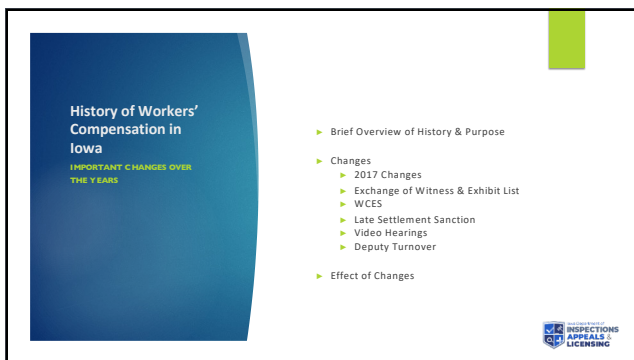 History of Workers'
Compensation in
Iowa
IMPORTANT CHANGES OVER
THE YEARS
Brief Overview of History & Purpose
Changes
2017 Changes
Exchange of Witness & Exhibit List
WCES
Late Settlement Sanction
Video Hearings
Deputy Turnover
Effect of Changes
INSPECTIONS
APPEALS &
LICENSING